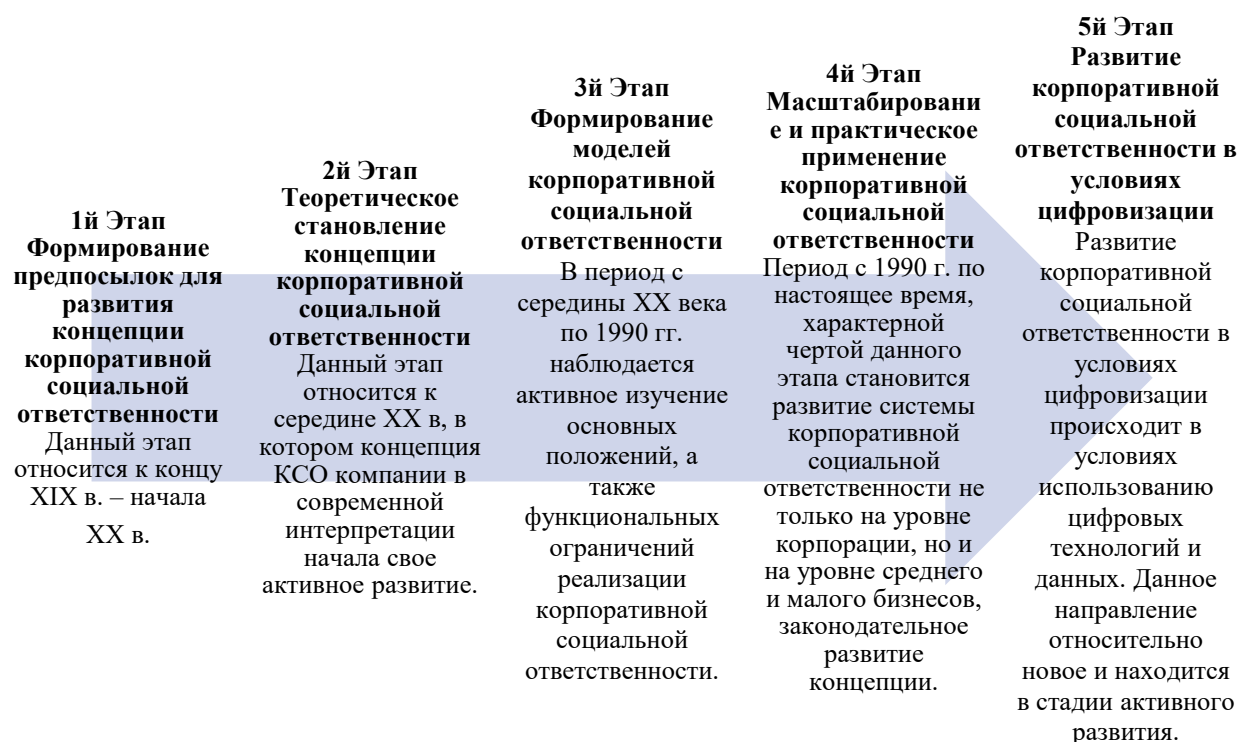 1й Этап
Формирование
предпосылок для
развития
концепции
корпоративной
социальной
ответственности
Данный этап
относится к концу
XIX в. – начала
XX в.
2й Этап
Теоретическое
становление
концепции
корпоративной
социальной
ответственности
Данный этап
относится к
середине XX в, в
котором концепция
КСО компании в
современной
интерпретации
начала свое
активное развитие.
3й Этап
Формирование
моделей
корпоративной
социальной
ответственности
В период с
середины XX века
по 1990 гг.
наблюдается
активное изучение
основных
положений, а
также
функциональных
ограничений
реализации
корпоративной
социальной
ответственности.
4й Этап
Масштабировани
е и практическое
применение
корпоративной
социальной
ответственности
Период с 1990 г. по
настоящее время,
характерной
чертой данного
этапа становится
развитие системы
корпоративной
социальной
ответственности не
только на уровне
корпорации, но и
на уровне среднего
и малого бизнесов,
законодательное
развитие
концепции.
5й Этап
Развитие
корпоративной
социальной
ответственности в
условиях
цифровизации
Развитие
корпоративной
социальной
ответственности в
условиях
цифровизации
происходит в
условиях
использованию
цифровых
технологий и
данных. Данное
направление
относительно
новое и находится
в стадии активного
развития.